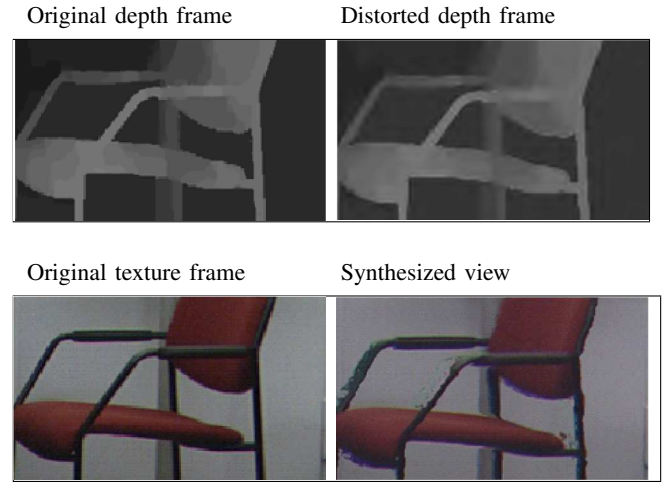 Original depth frame
Distorted depth frame
Original texture frame
Synthesized view